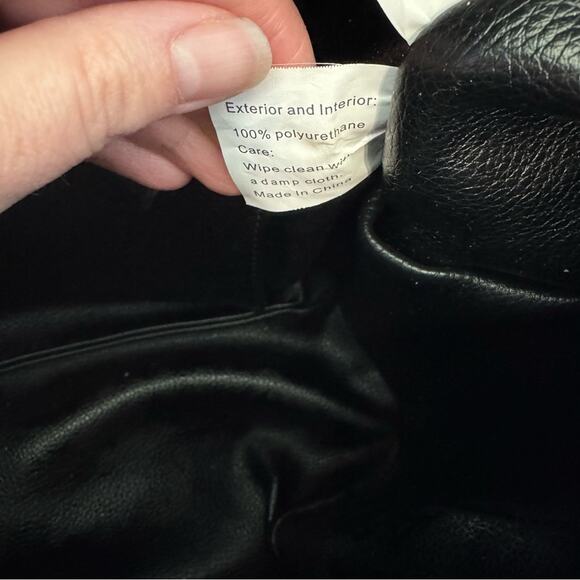 Exterior and Interior:
100% polyurethane
Care:
Wipe clean with
a damp cloth.
Made In China